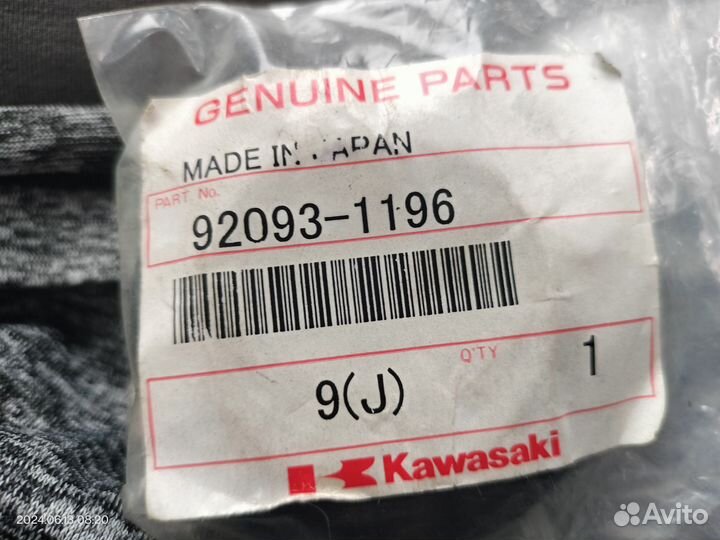 GENUINE PARTS
MADE IN JAPAN
PART No.
92093-1196
Q'TY 1
9(J)
Kawasaki
2024.06.13 08:20
Avito